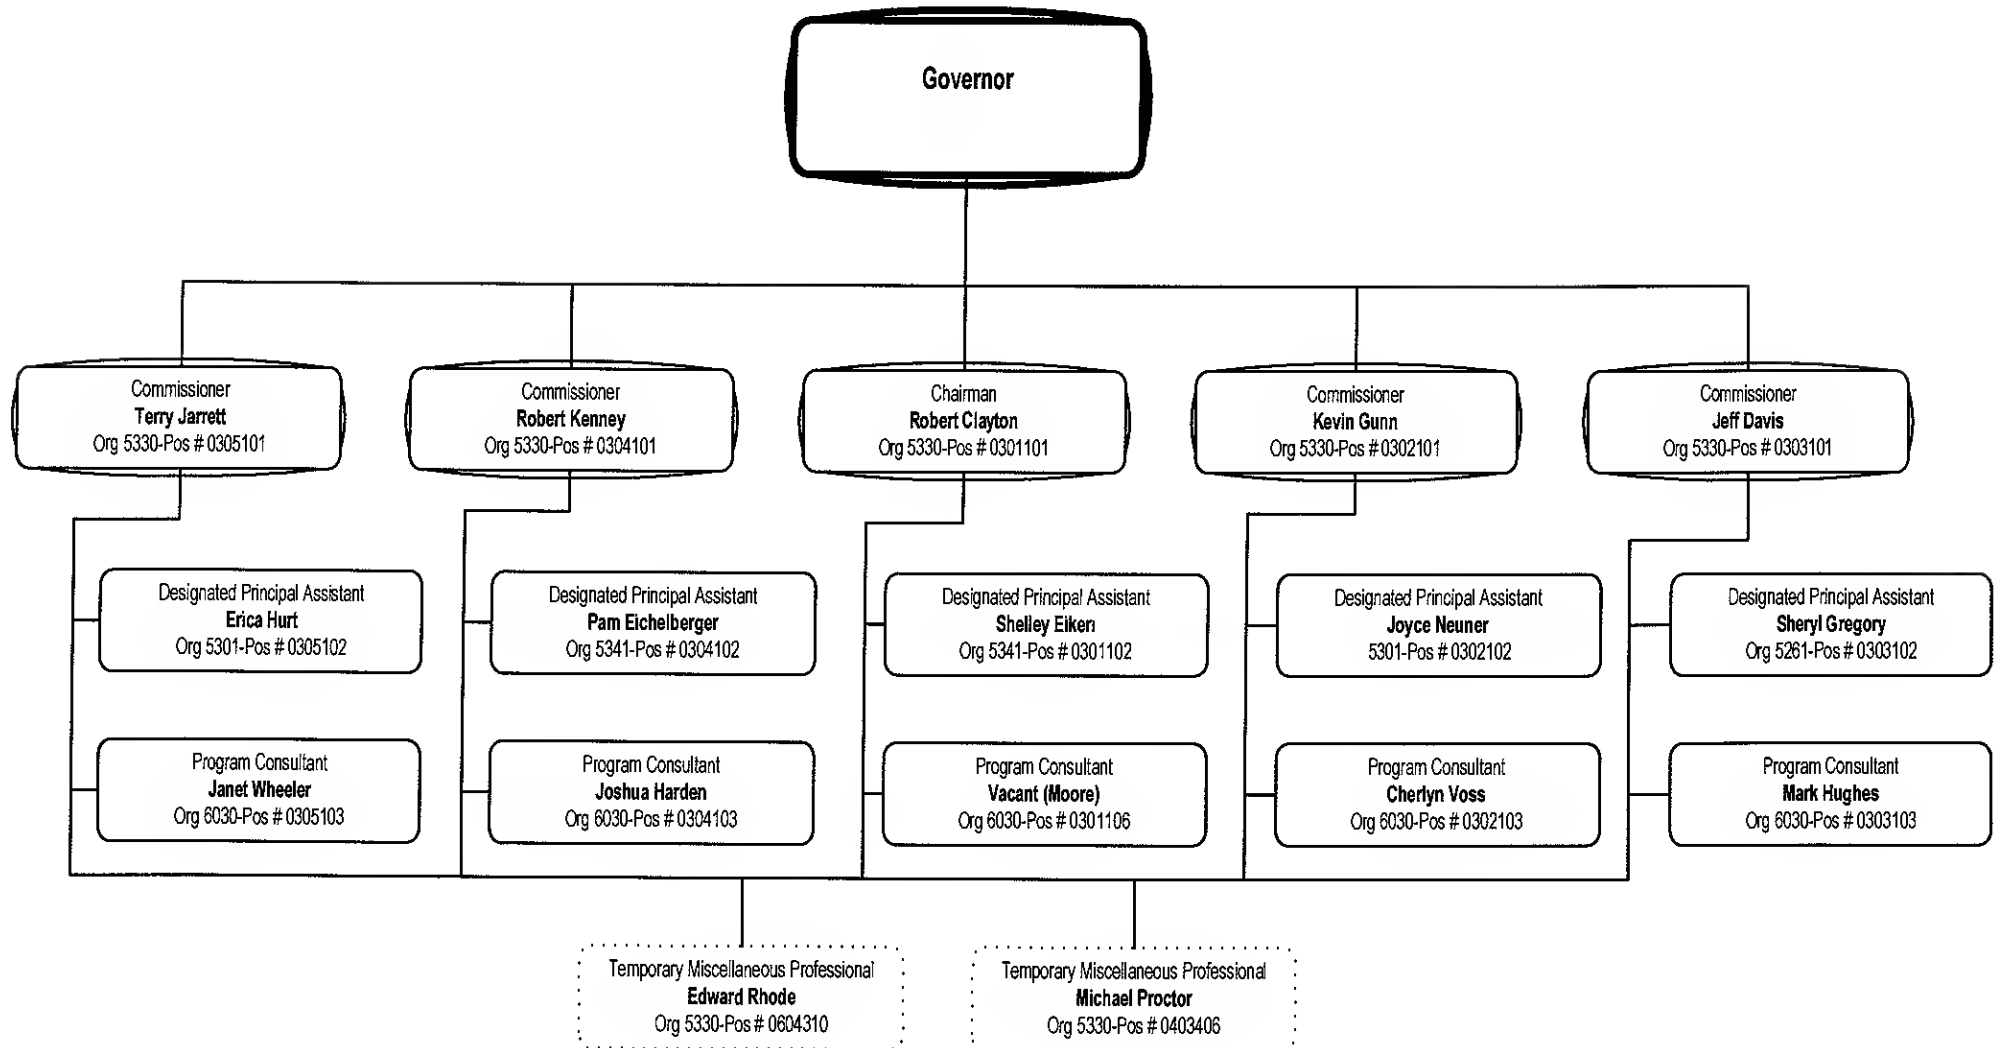 Governor
Commissioner
Terry Jarrett
Org 5330-Pos # 0305101
Commissioner
Robert Kenney
Org 5330-Pos # 0304101
Chairman
Robert Clayton
Org 5330-Pos # 0301101
Commissioner
Kevin Gunn
Org 5330-Pos # 0302101
Commissioner
Jeff Davis
Org 5330-Pos # 0303101
Designated Principal Assistant
Erica Hurt
Org 5301-Pos # 0305102
Designated Principal Assistant
Pam Eichelberger
Org 5341-Pos # 0304102
Designated Principal Assistant
Shelley Eiken
Org 5341-Pos # 0301102
Designated Principal Assistant
Joyce Neuner
5301-Pos # 0302102
Designated Principal Assistant
Sheryl Gregory
Org 5261-Pos # 0303102
Program Consultant
Janet Wheeler
Org 6030-Pos # 0305103
Program Consultant
Joshua Harden
Org 6030-Pos # 0304103
Program Consultant
Vacant (Moore)
Org 6030-Pos # 0301106
Program Consultant
Cherlyn Voss
Org 6030-Pos # 0302103
Program Consultant
Mark Hughes
Org 6030-Pos # 0303103
Temporary Miscellaneous Professional
Edward Rhode
Org 5330-Pos # 0604310
Temporary Miscellaneous Professional
Michael Proctor
Org 5330-Pos # 0403406